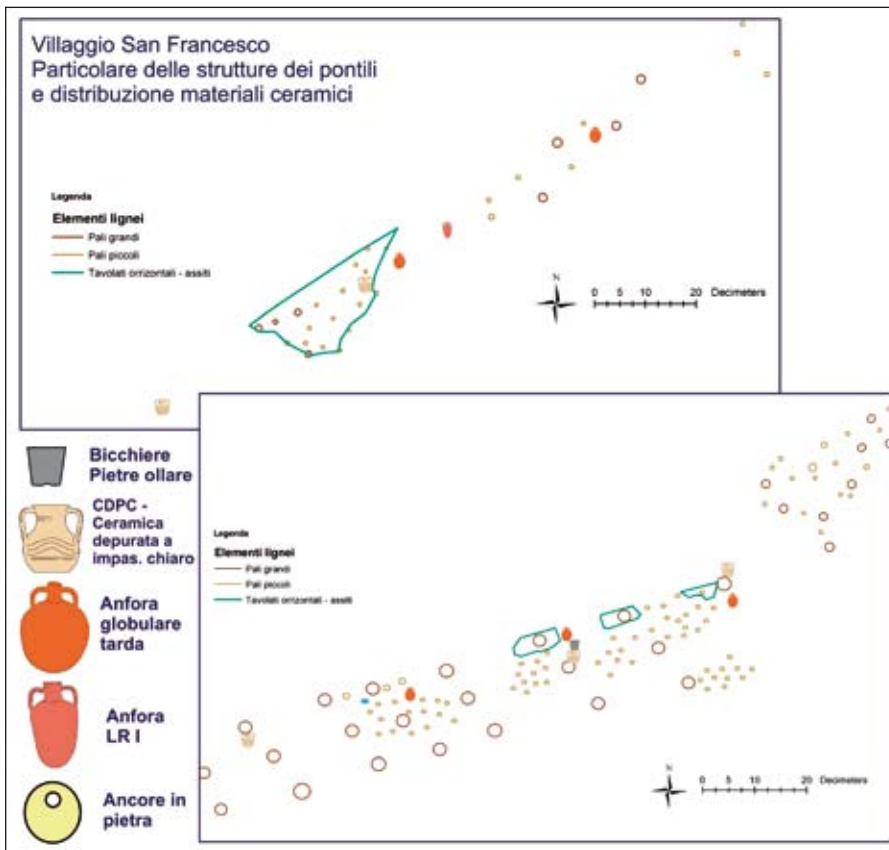 Villaggio San Francesco
Particolare delle strutture dei pontili
e distribuzione materiali ceramici
Legenda
Elementi lignei
Pali grandi
Pali piccoli
Tavolati orrizontali - assiti
N
0 5 10 20 Decimeters
Bicchiere
Pietre ollare
CDPC -
Ceramica
depurata a
impas. chiaro
Anfora
globulare
tarda
Anfora
LR I
Ancore in
pietra
Legenda
Elementi lignei
Pali grandi
Pali piccoli
Tavolati orrizontali - assiti
N
0 5 10 20 Decimeters